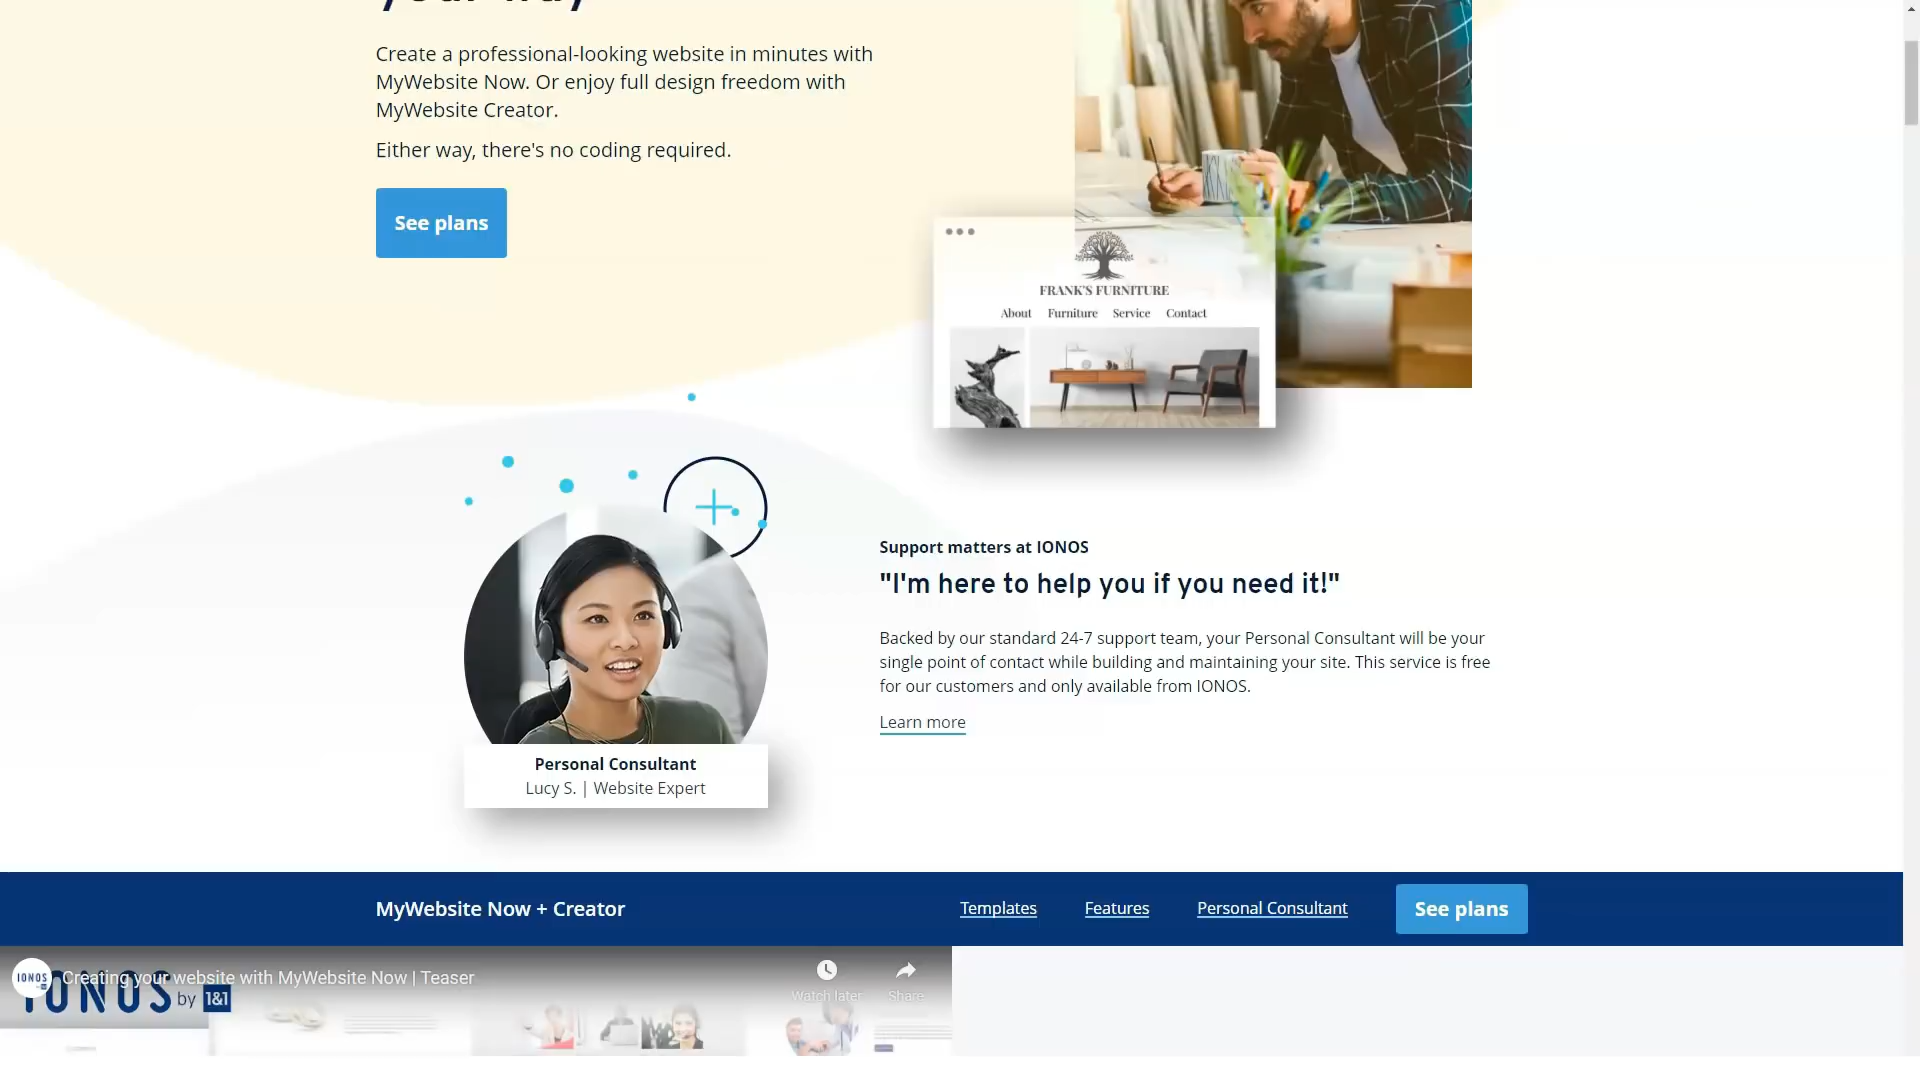 Create a professional-looking website in minutes with
MyWebsite Now. Or enjoy full design freedom with
MyWebsite Creator.
Either way, there's no coding required.
See plans
FRANK'S FURNITURE
About Furniture Service Contact
Support matters at IONOS
"I'm here to help you if you need it!"
Backed by our standard 24-7 support team, your Personal Consultant will be your
single point of contact while building and maintaining your site. This service is free
for our customers and only available from IONOS.
Learn more
Personal Consultant
Lucy S. | Website Expert
MyWebsite Now + Creator
Templates Features Personal Consultant See plans
IONOS
Creating your website with MyWebsite Now | Teaser
Watch later Share
IONOS by 1&1